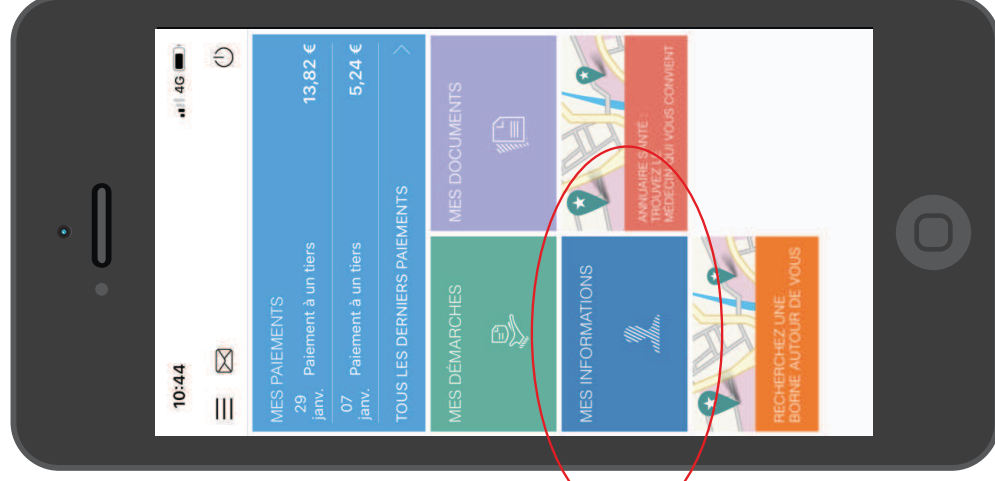 10:44 4G
MES PAIEMENTS
29
janv. Paiement à un tiers 13,82 €
07
janv. Paiement à un tiers 5,24 €
TOUS LES DERNIERS PAIEMENTS
MES DÉMARCHES
MES DOCUMENTS
MES INFORMATIONS
ANNUAIRE SANTÉ :
TROUVEZ LE
MÉDECIN QUI VOUS CONVIENT
RECHERCHEZ UNE
BORNE AUTOUR DE VOUS